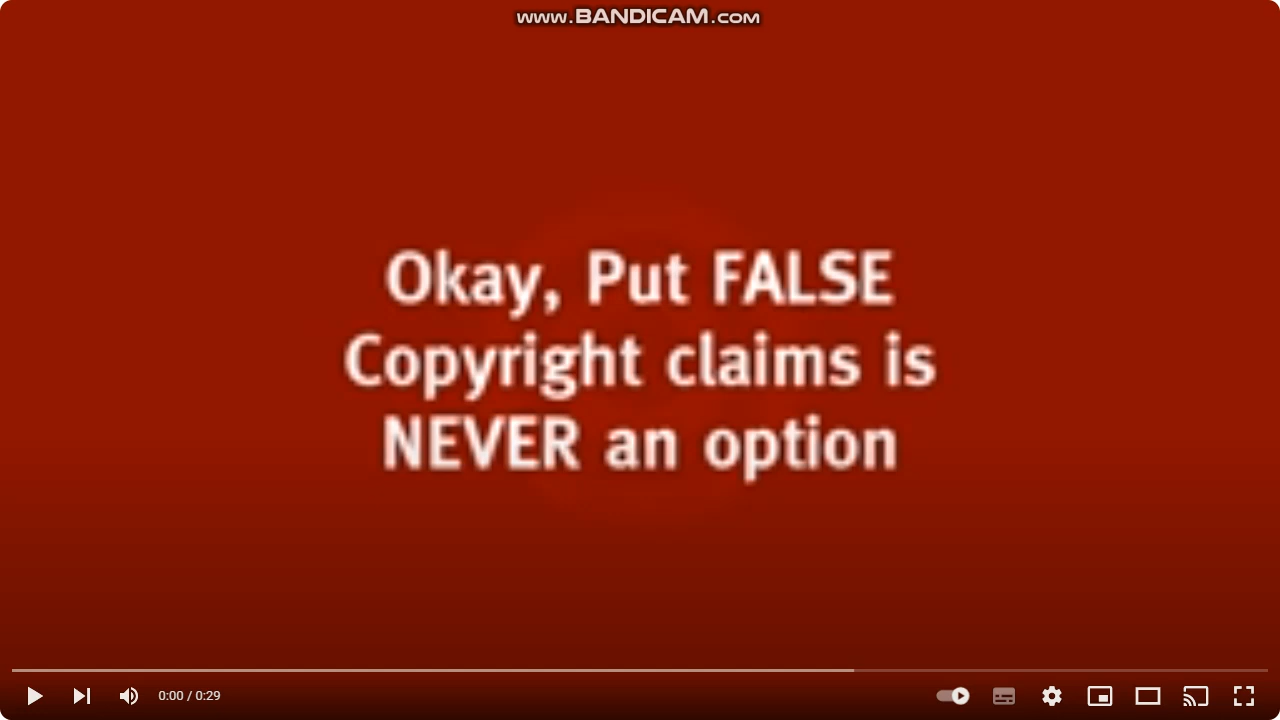 www.BANDICAM.com
Okay, Put FALSE
Copyright claims is
NEVER an option
0:00 / 0:29